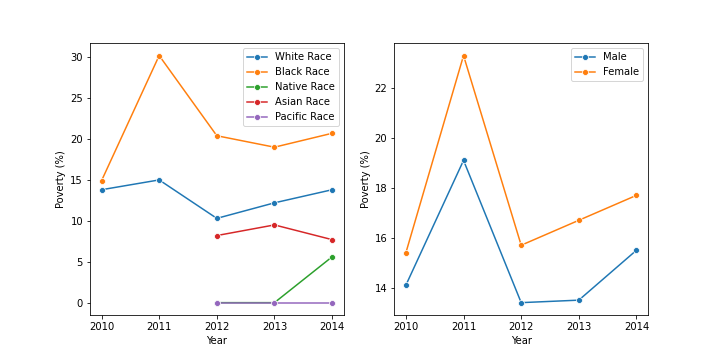 Poverty (%)
30
25
20
15
10
5
0
2010 2011 2012 2013 2014
Year
White Race
Black Race
Native Race
Asian Race
Pacific Race
Poverty (%)
22
20
18
16
14
2010 2011 2012 2013 2014
Year
Male
Female